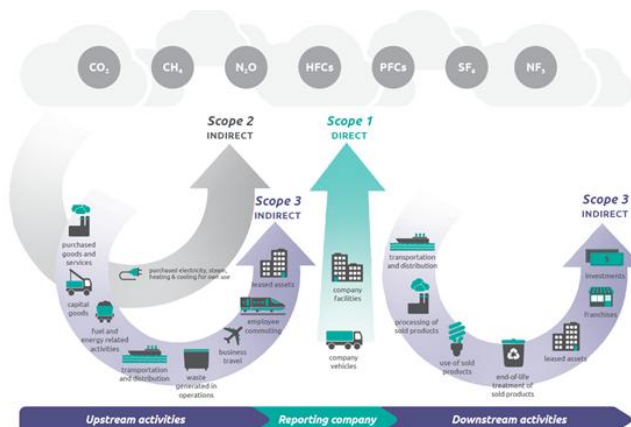 CO₂
CH₄
N₂O
HFCs
PFCs
SF₆
NF₃
Scope 2
INDIRECT
Scope 1
DIRECT
Scope 3
INDIRECT
Scope 3
INDIRECT
purchased
goods and
services
capital
goods
fuel and
energy related
activities
transportation
and distribution
waste
generated in
operations
business
travel
employee
commuting
leased assets
purchased electricity, steam,
heating & cooling for own use
company
facilities
company
vehicles
transportation
and distribution
processing of
sold products
use of sold
products
end-of-life
treatment of
sold products
leased assets
franchises
investments
$
Upstream activities
Reporting company
Downstream activities